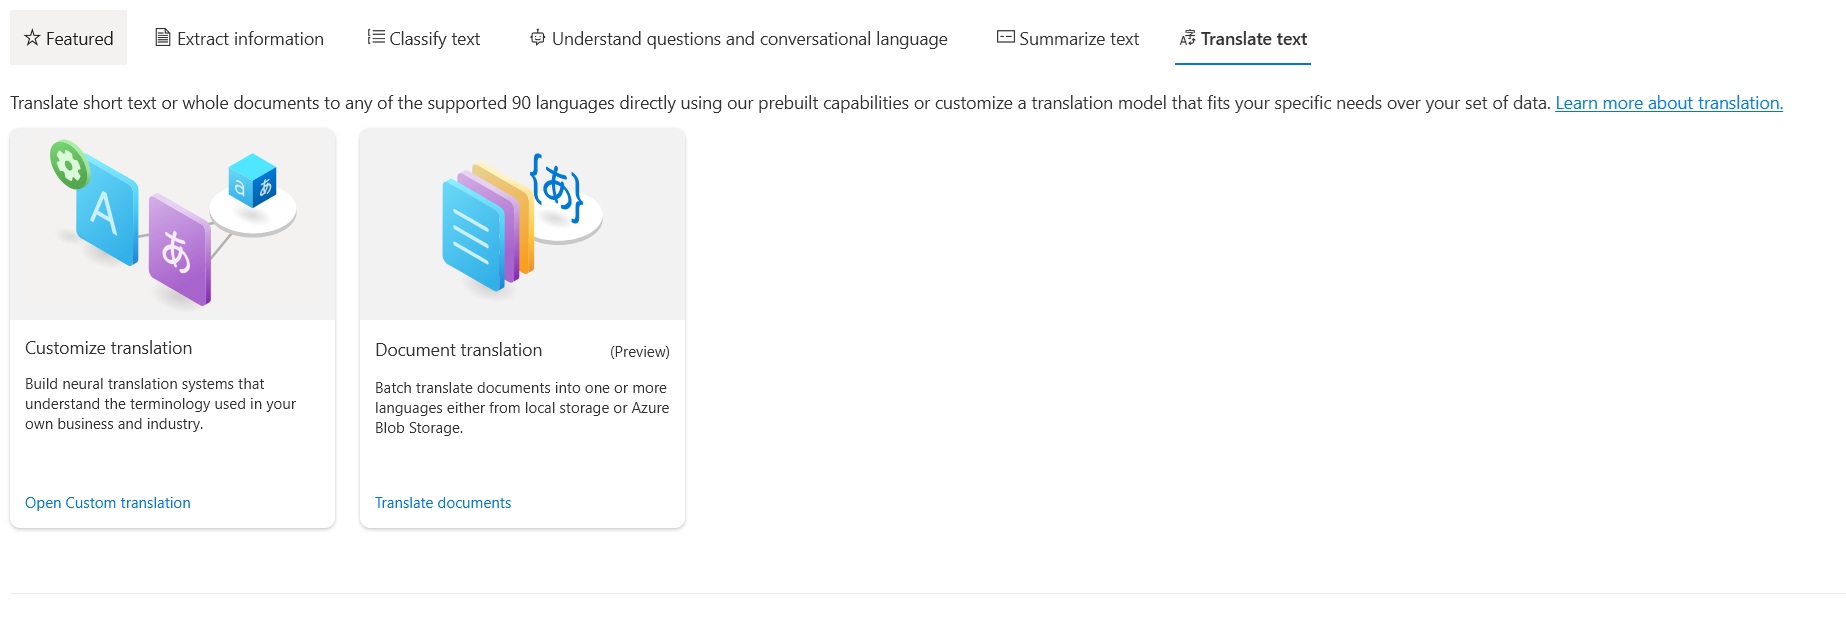 Featured
Extract information
Classify text
Understand questions and conversational language
Summarize text
Translate text
Translate short text or whole documents to any of the supported 90 languages directly using our prebuilt capabilities or customize a translation model that fits your specific needs over your set of data. Learn more about translation.
A
あ
a あ
{あ}
Customize translation
Build neural translation systems that
understand the terminology used in your
own business and industry.
Open Custom translation
Document translation (Preview)
Batch translate documents into one or more
languages either from local storage or Azure
Blob Storage.
Translate documents